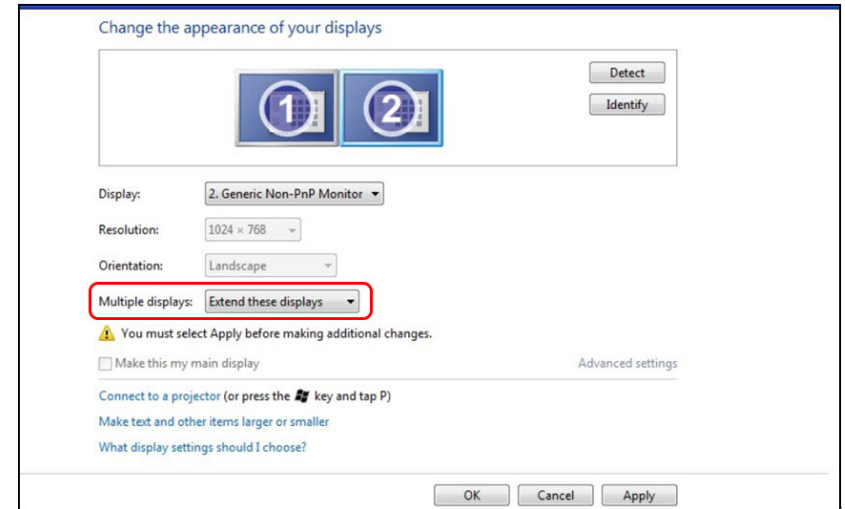 Change the appearance of your displays
1
2
Detect
Identify
Display: 2. Generic Non-PnP Monitor
Resolution: 1024 × 768
Orientation: Landscape
Multiple displays: Extend these displays
You must select Apply before making additional changes.
Make this my main display Advanced settings
Connect to a projector (or press the key and tap P)
Make text and other items larger or smaller
What display settings should I choose?
OK Cancel Apply